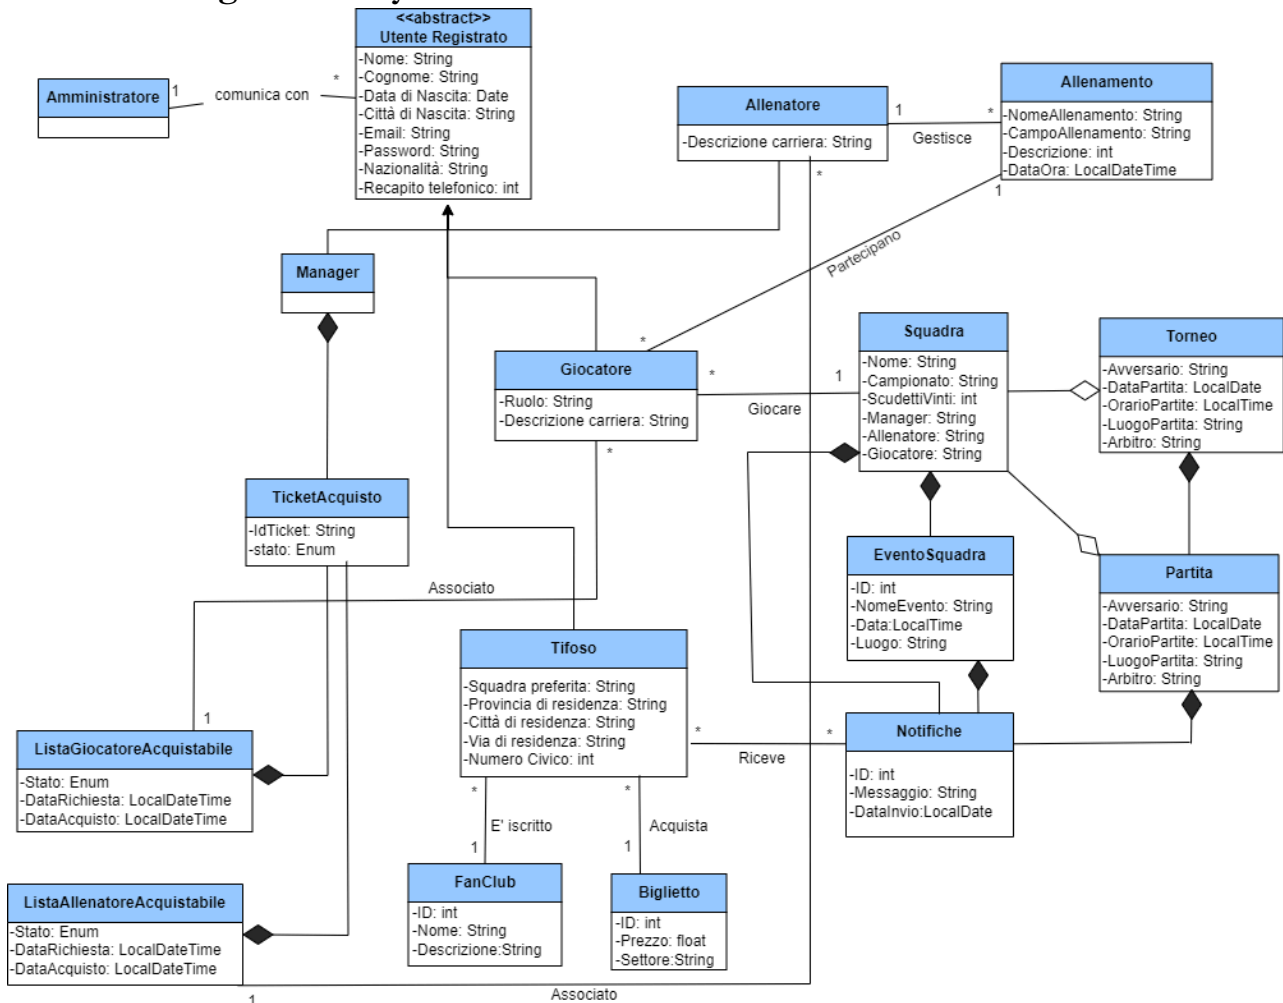 <<abstract>>
Utente Registrato
-Nome: String
-Cognome: String
-Data di Nascita: Date
-Città di Nascita: String
-Email: String
-Password: String
-Nazionalità: String
-Recapito telefonico: int
Amministratore
1
comunica con
*
Allenatore
-Descrizione carriera: String
1
*
Gestisce
*
Allenamento
-NomeAllenamento: String
-CampoAllenamento: String
-Descrizione: int
-DataOra: LocalDateTime
1
Partecipano
*
Manager
Giocatore
-Ruolo: String
-Descrizione carriera: String
*
1
Giocare
*
Squadra
-Nome: String
-Campionato: String
-ScudettiVinti: int
-Manager: String
-Allenatore: String
-Giocatore: String
Torneo
-Avversario: String
-DataPartita: LocalDate
-OrarioPartite: LocalTime
-LuogoPartita: String
-Arbitro: String
TicketAcquisto
-IdTicket: String
-stato: Enum
Associato
EventoSquadra
-ID: int
-NomeEvento: String
-Data:LocalTime
-Luogo: String
Partita
-Avversario: String
-DataPartita: LocalDate
-OrarioPartite: LocalTime
-LuogoPartita: String
-Arbitro: String
Tifoso
-Squadra preferita: String
-Provincia di residenza: String
-Città di residenza: String
-Via di residenza: String
-Numero Civico: int
*
*
Riceve
Notifiche
-ID: int
-Messaggio: String
-DataInvio:LocalDate
1
ListaGiocatoreAcquistabile
-Stato: Enum
-DataRichiesta: LocalDateTime
-DataAcquisto: LocalDateTime
*
E' iscritto
1
*
Acquista
1
FanClub
-ID: int
-Nome: String
-Descrizione:String
Biglietto
-ID: int
-Prezzo: float
-Settore:String
ListaAllenatoreAcquistabile
-Stato: Enum
-DataRichiesta: LocalDateTime
-DataAcquisto: LocalDateTime
1
Associato